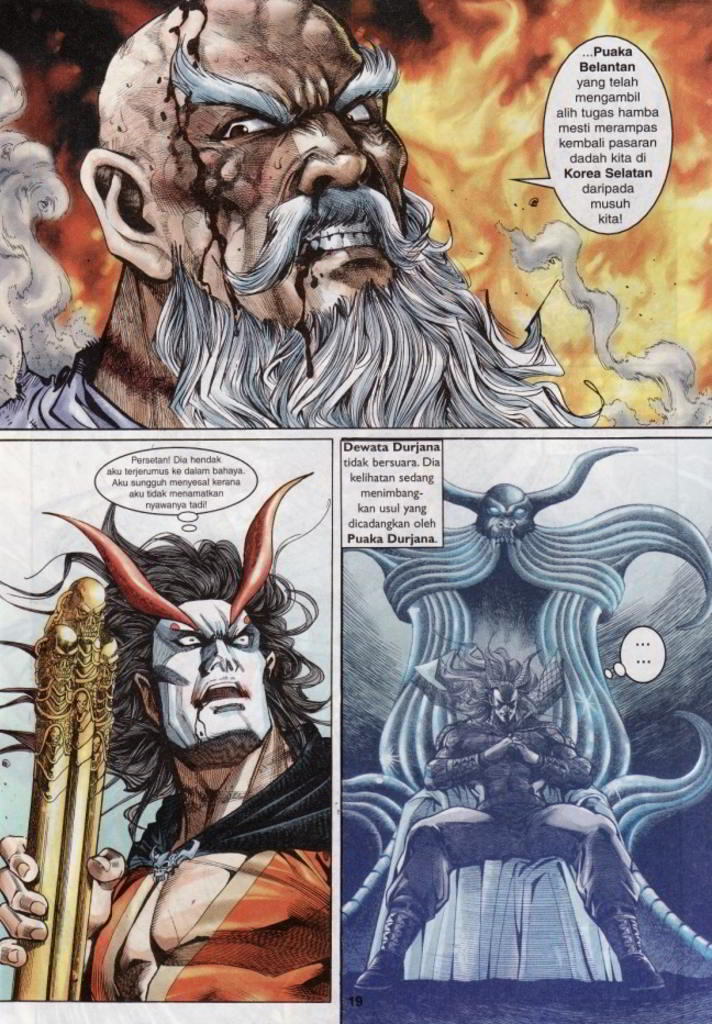 ...Puaka
Belantan
yang telah
mengambil
alih tugas hamba
mesti merampas
kembali pasaran
dadah kita di
Korea Selatan
daripada
musuh
kita!
Persetan! Dia hendak
aku terjerumus ke dalam bahaya.
Aku sungguh menyesal kerana
aku tidak menamatkan
nyawanya tadi!
Dewata Durjana
tidak bersuara. Dia
kelihatan sedang
menimbang-
kan usul yang
dicadangkan oleh
Puaka Durjana.
...
...
19